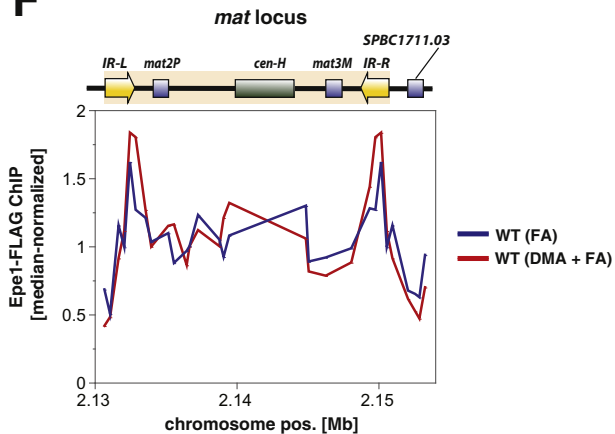 F
mat locus
SPBC1711.03
IR-L mat2P cen-H mat3M IR-R
2
1.5
1
0.5
0
Epe1-FLAG ChIP
[median-normalized]
WT (FA)
WT (DMA + FA)
2.13 2.14 2.15
chromosome pos. [Mb]